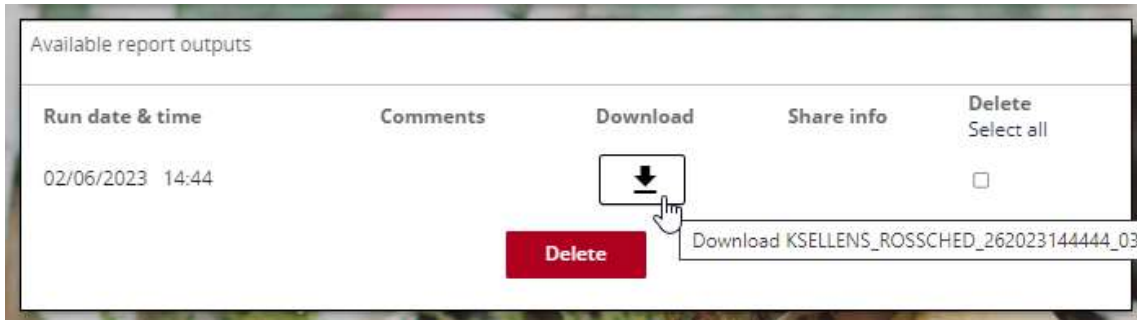 Available report outputs
Run date & time Comments Download Share info Delete
Select all
02/06/2023 14:44
Download KSELLENS_ROSSCHED_262023144444_03
Delete